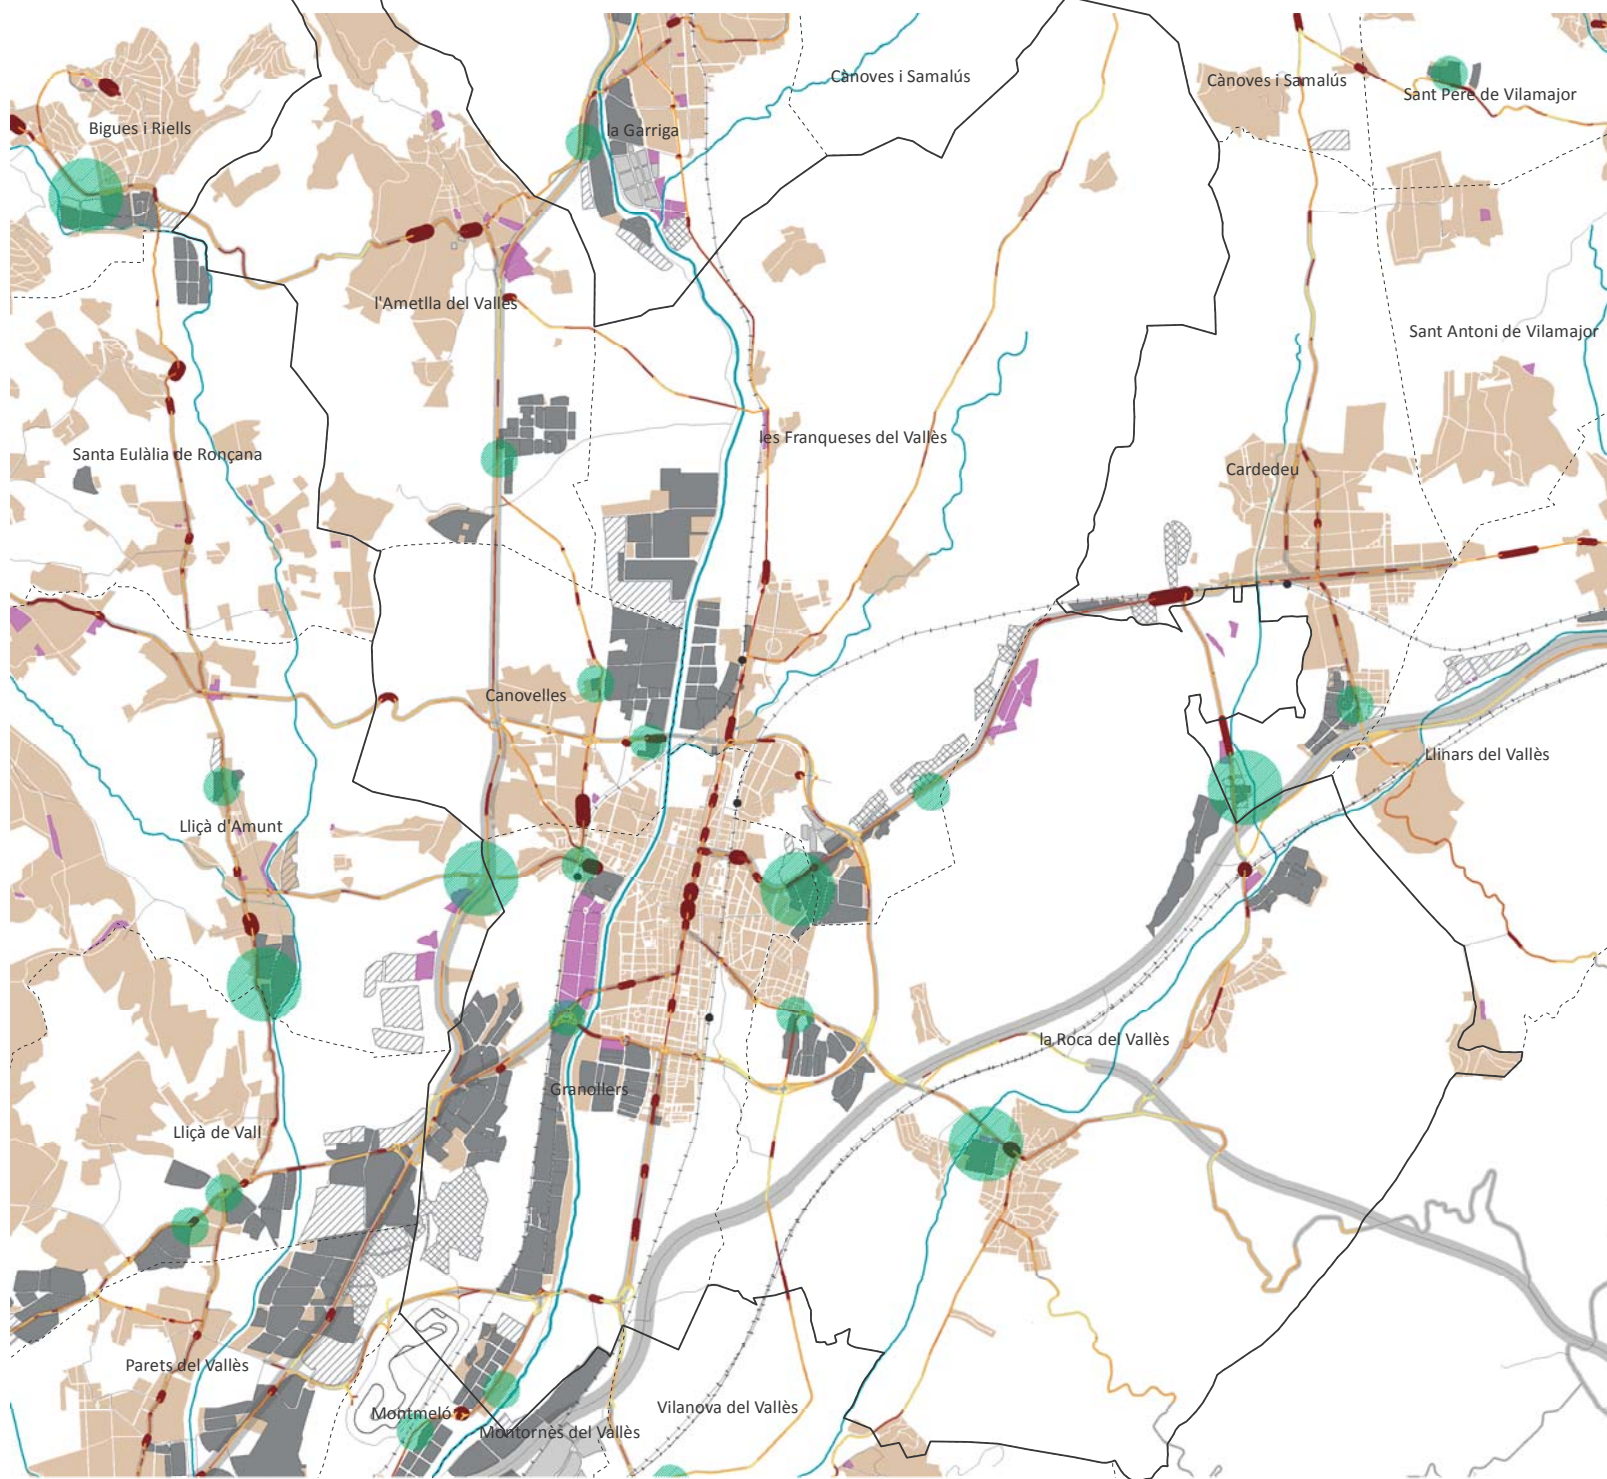 Cànoves i Samalús
Cànoves i Samalús
Sant Pere de Vilamajor
Bigues i Riells
la Garriga
l'Ametlla del Vallès
Sant Antoni de Vilamajor
les Franqueses del Vallès
Santa Eulàlia de Ronçana
Cardedeu
Canovelles
Llinars del Vallès
Lliçà d'Amunt
la Roca del Vallès
Granollers
Lliçà de Vall
Parets del Vallès
Vilanova del Vallès
Montmeló
Montornès del Vallès